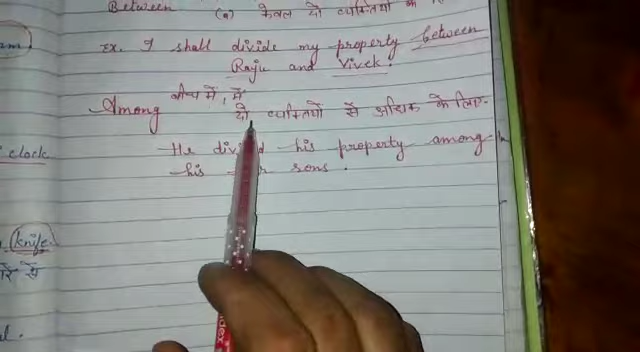 Between (a) केवल दो व्यक्तियों के
Ex. I shall divide my property between
Raju and Vivek.
बीच में, में
Among दो व्यक्तियों से अधिक के लिए-
He his property among
his sons.
clock
knife
से